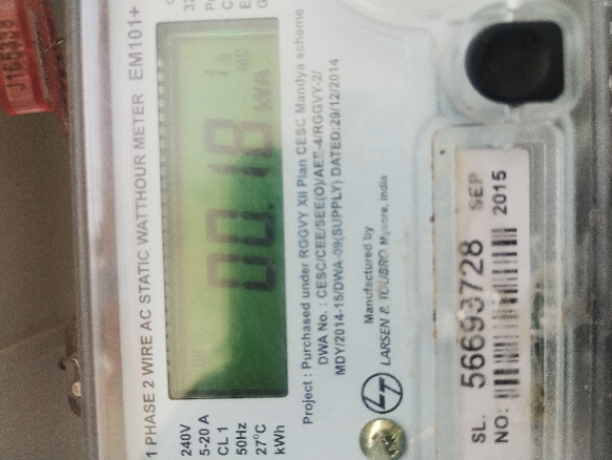 J165338
1 PHASE 2 WIRE AC STATIC WATTHOUR METER EM101+
240V
5-20 A
CL 1
50Hz
27°C
kWh
00.18 kW
MD
Project : Purchased under RGGVY XII Plan CESC Mandya scheme
DWA No. : CESC/CEE/SEE(O)/AEE-4/RGGVY-2/
MDY/2014-15/DWA-09(SUPPLY) DATED:29/12/2014
Manufactured by
LARSEN & TOUBRO Mysore, India
SL.
NO:
56693728
SEP
2015